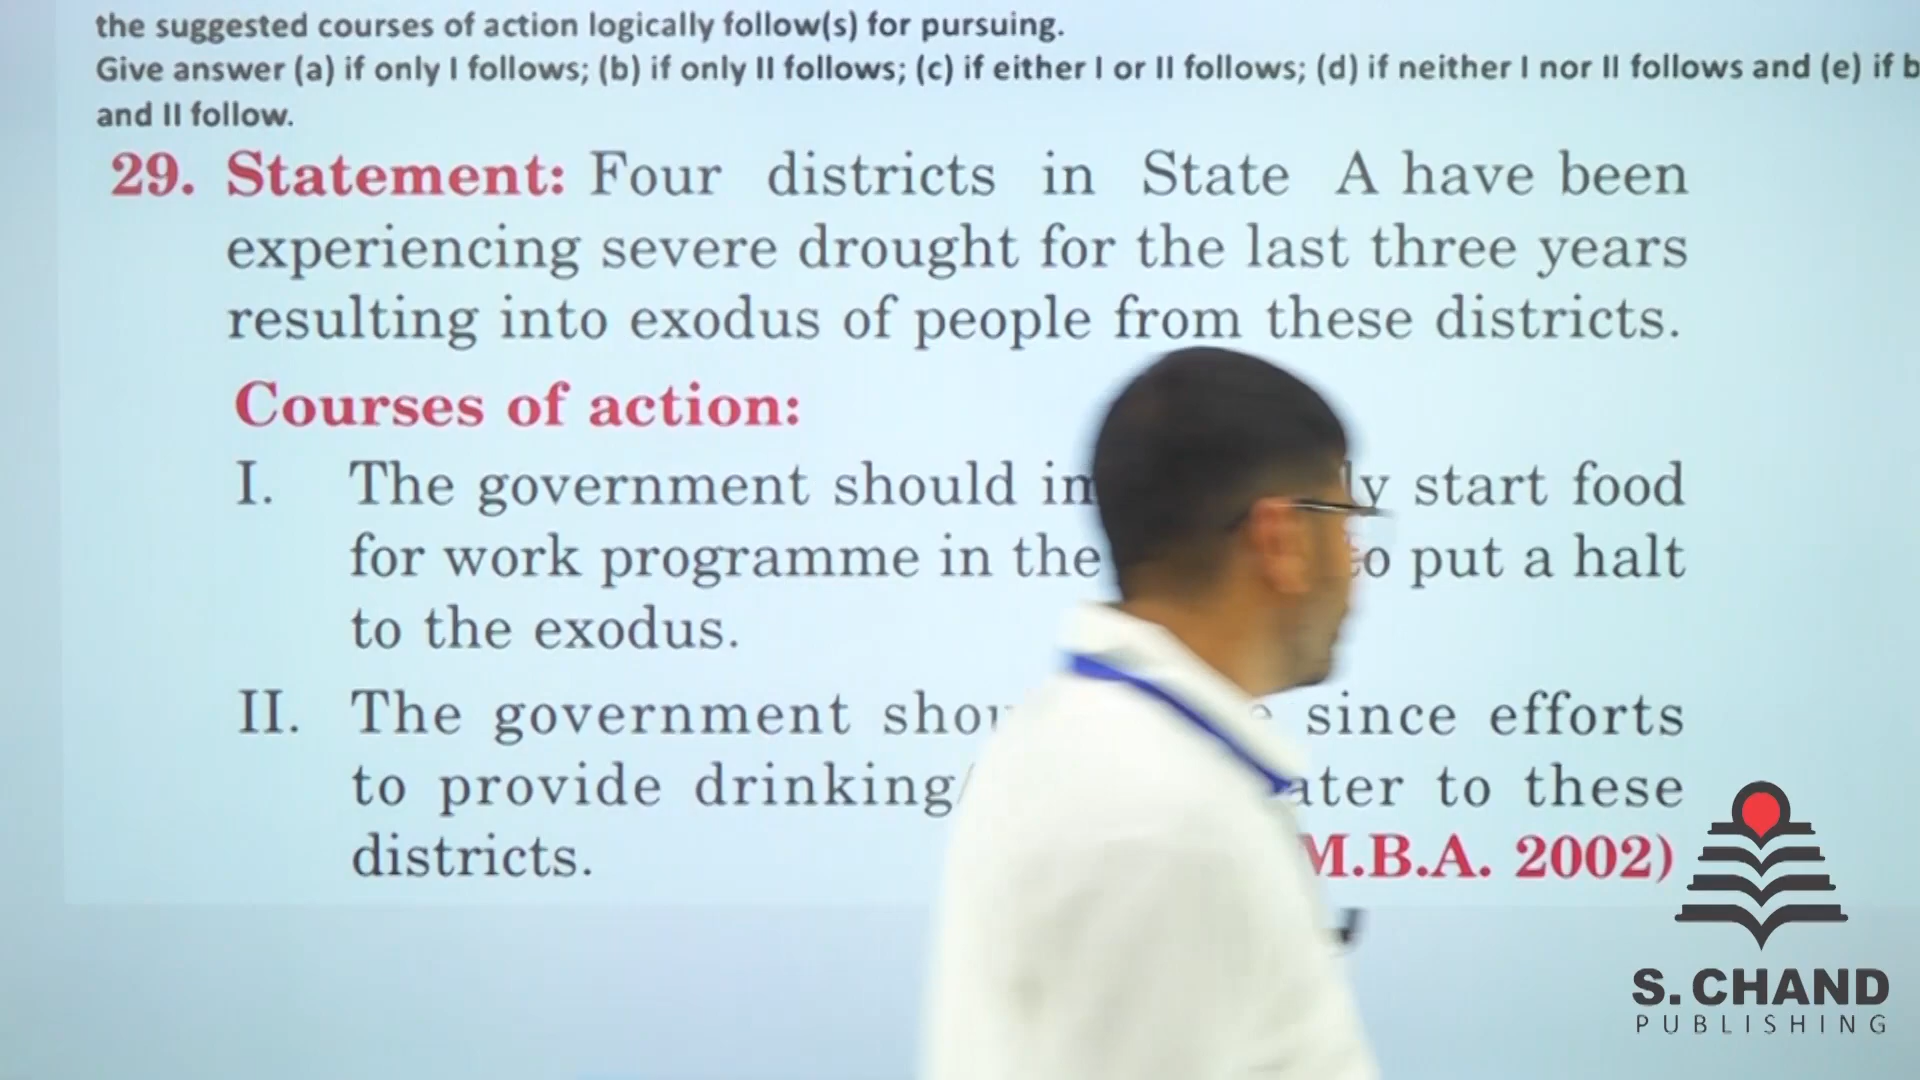 the suggested courses of action logically follow(s) for pursuing.
Give answer (a) if only I follows; (b) if only II follows; (c) if either I or II follows; (d) if neither I nor II follows and (e) if
and II follow.
29. Statement: Four districts in State A have been
experiencing severe drought for the last three years
resulting into exodus of people from these districts.
Courses of action:
I. The government should start food
for work programme in the put a halt
to the exodus.
II. The government since efforts
to provide drinking/ to these
districts.
M.B.A. 2002)
S. CHAND
PUBLISHING